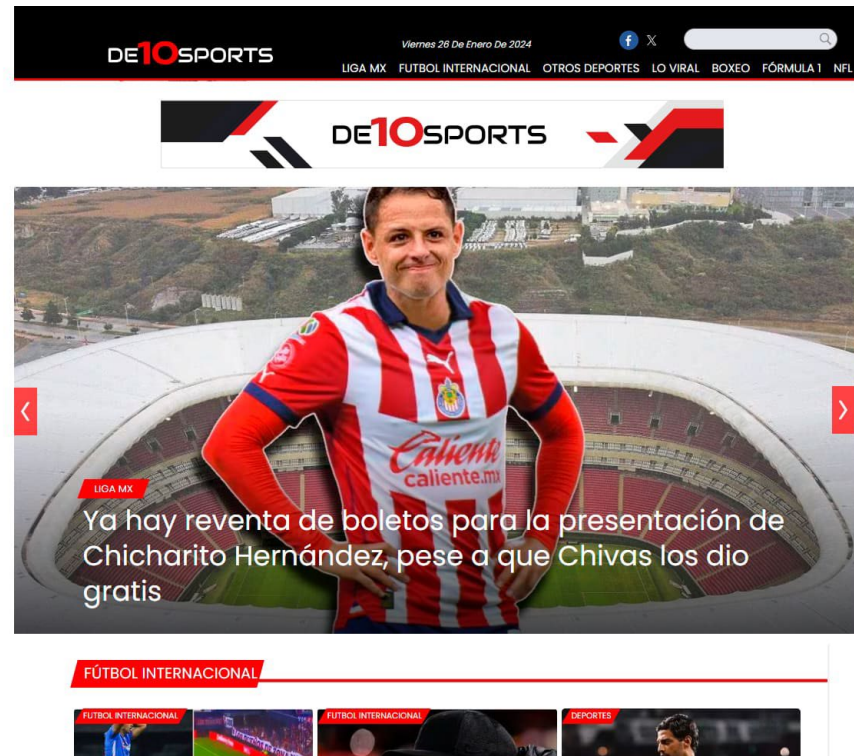 DE10SPORTS
Viernes 26 De Enero De 2024
LIGA MX FUTBOL INTERNACIONAL OTROS DEPORTES LO VIRAL BOXEO FÓRMULA 1 NFL
DE10SPORTS
Caliente
caliente.mx
LIGA MX
Ya hay reventa de boletos para la presentación de
Chicharito Hernández, pese a que Chivas los dio
gratis
FÚTBOL INTERNACIONAL
FUTBOL INTERNACIONAL FUTBOL INTERNACIONAL DEPORTES